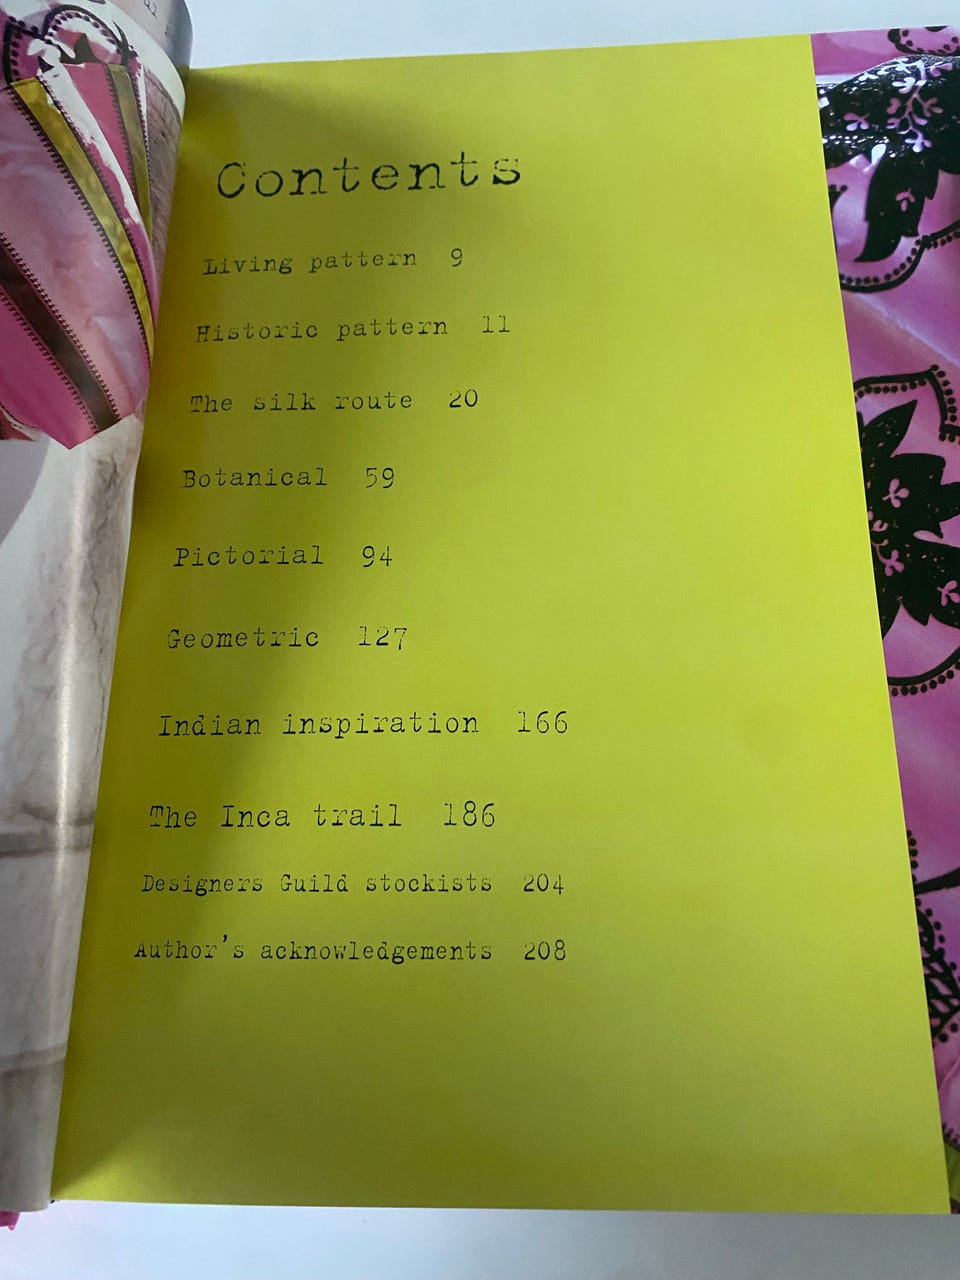 Contents
Living pattern 9
Historic pattern 11
The silk route 20
Botanical 59
Pictorial 94
Geometric 127
Indian inspiration 166
The Inca trail 186
Designers Guild stockists 204
Author's acknowledgements 208